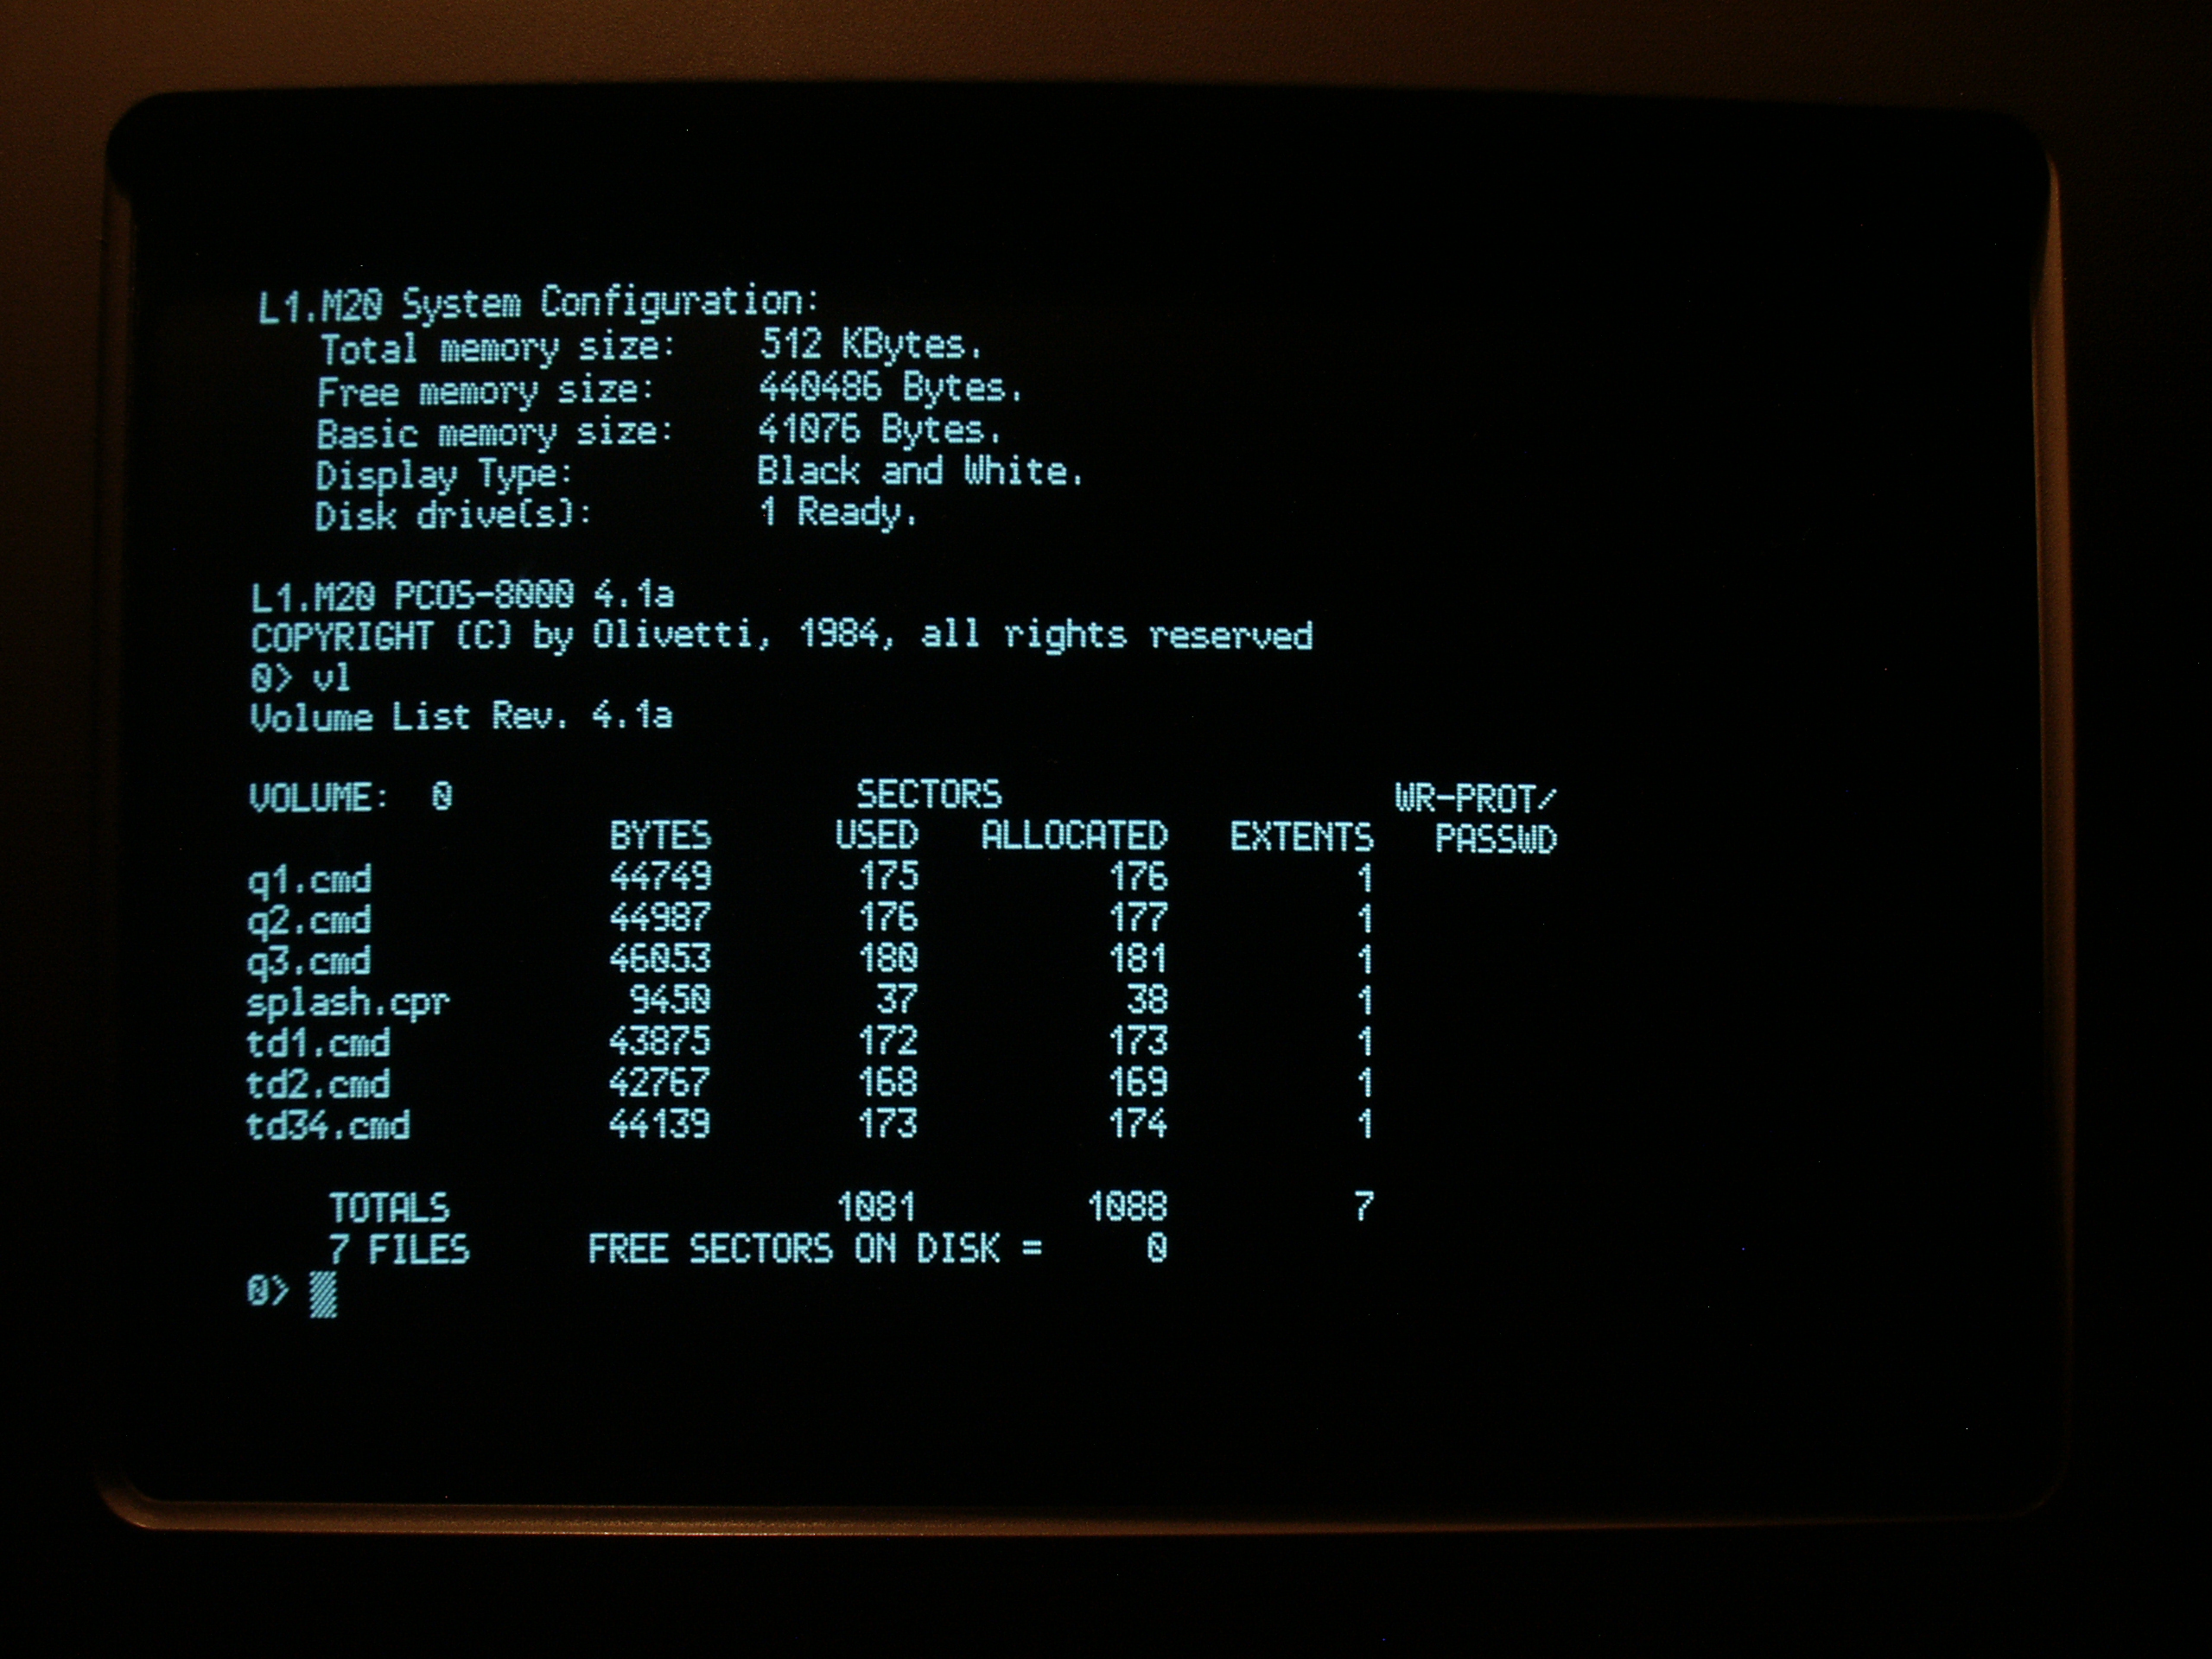 L1.M20 System Configuration:
Total memory size: 512 KBytes.
Free memory size: 440486 Bytes.
Basic memory size: 41076 Bytes.
Display Type: Black and White.
Disk drive(s): 1 Ready.
L1.M20 PCOS-8000 4.1a
COPYRIGHT (C) by Olivetti, 1984, all rights reserved
0> vl
Volume List Rev. 4.1a
VOLUME: 0 SECTORS WR-PROT/
BYTES USED ALLOCATED EXTENTS PASSWD
q1.cmd 44749 175 176 1
q2.cmd 44987 176 177 1
q3.cmd 46053 180 181 1
splash.cpr 9450 37 38 1
td1.cmd 43875 172 173 1
td2.cmd 42767 168 169 1
td34.cmd 44139 173 174 1
TOTALS 1081 1088 7
7 FILES FREE SECTORS ON DISK = 0
0>